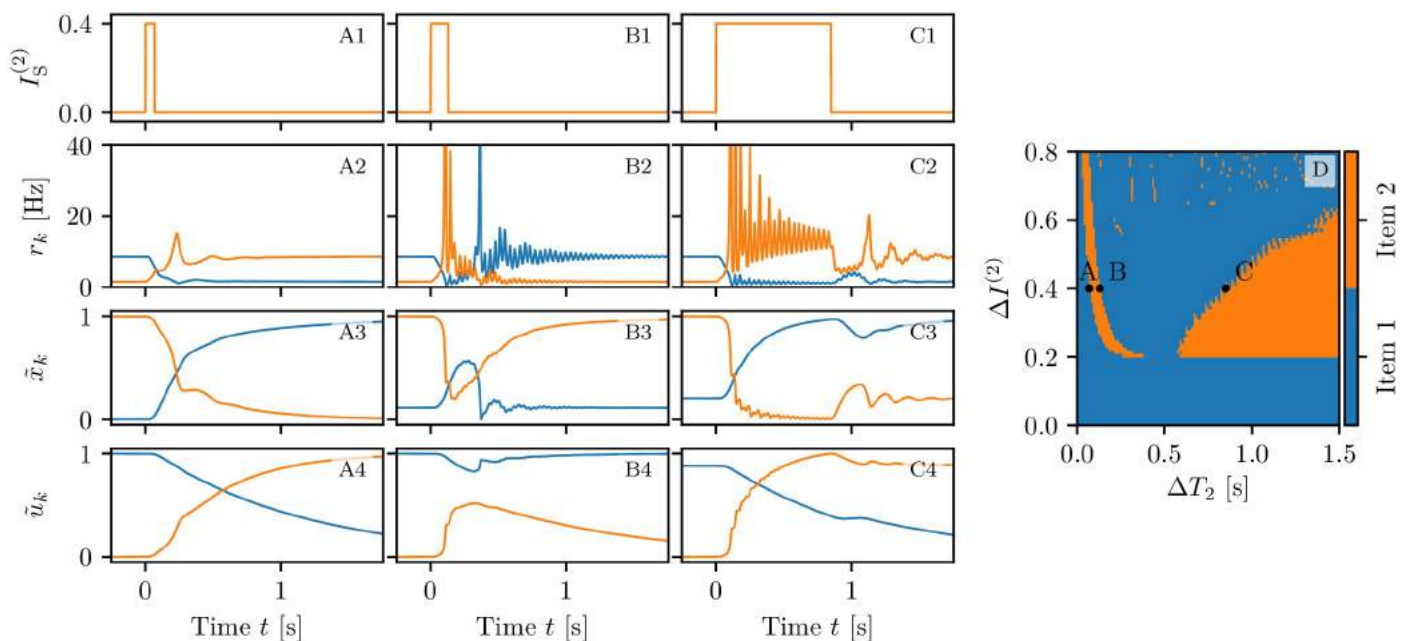 A1
B1
C1
I_S^(2)
0.4
0.0
A2
B2
C2
r_k [Hz]
40
20
0
A3
B3
C3
x̃_k
1
0
A4
B4
C4
ũ_k
1
0
0
1
0
1
0
1
Time t [s]
Time t [s]
Time t [s]
D
ΔI^(2)
0.8
0.6
0.4
0.2
0.0
A
B
C
0.0
0.5
1.0
1.5
ΔT_2 [s]
Item 2
Item 1